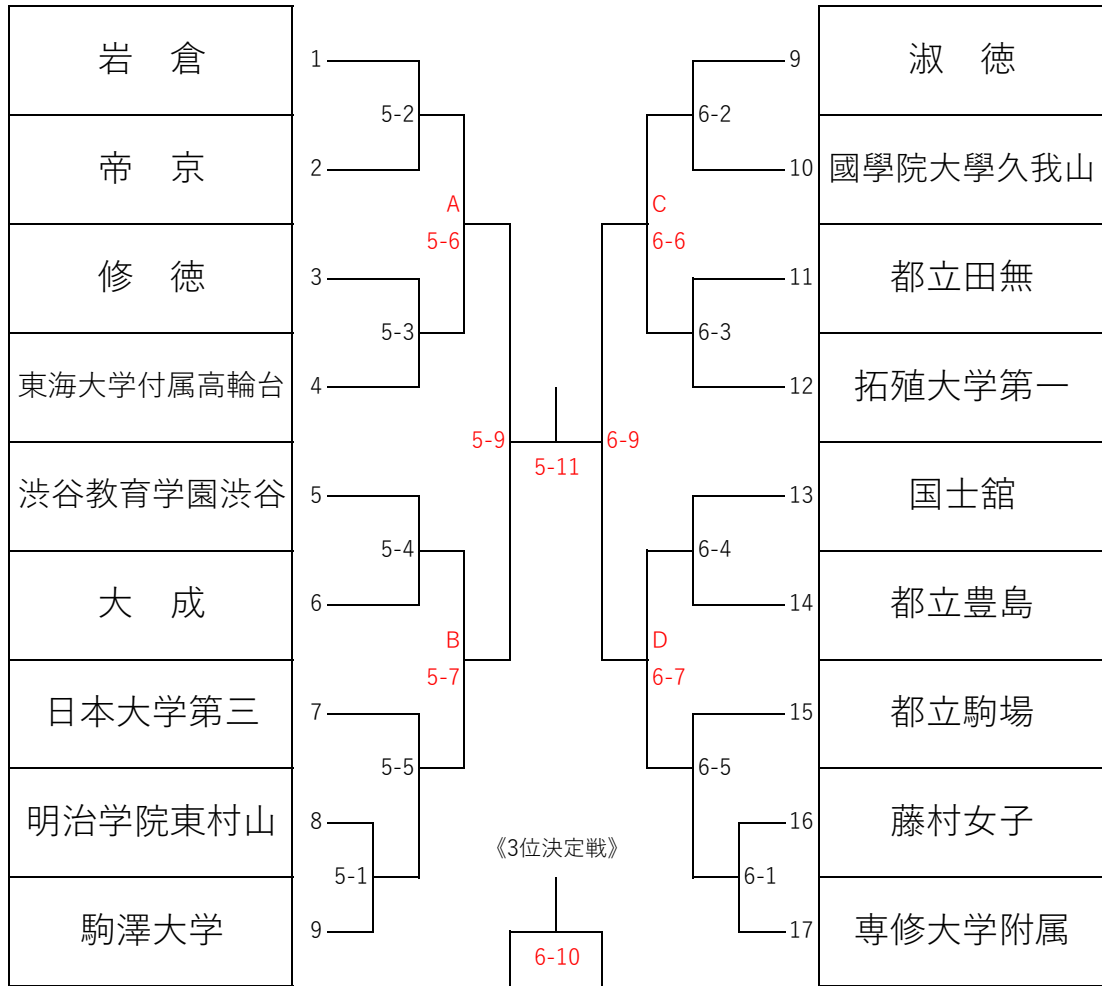 岩　倉
1
5-2
帝　京
2
A
5-6
修　徳
3
5-3
東海大学付属高輪台
4
5-9
渋谷教育学園渋谷
5
5-4
大　成
6
B
5-7
日本大学第三
7
5-5
明治学院東村山
8
5-1
駒澤大学
9
5-11
《3位決定戦》
6-10
9
淑　徳
6-2
10
國學院大學久我山
C
6-6
11
都立田無
6-3
12
拓殖大学第一
6-9
13
国士舘
6-4
14
都立豊島
D
6-7
15
都立駒場
6-5
16
藤村女子
6-1
17
専修大学附属